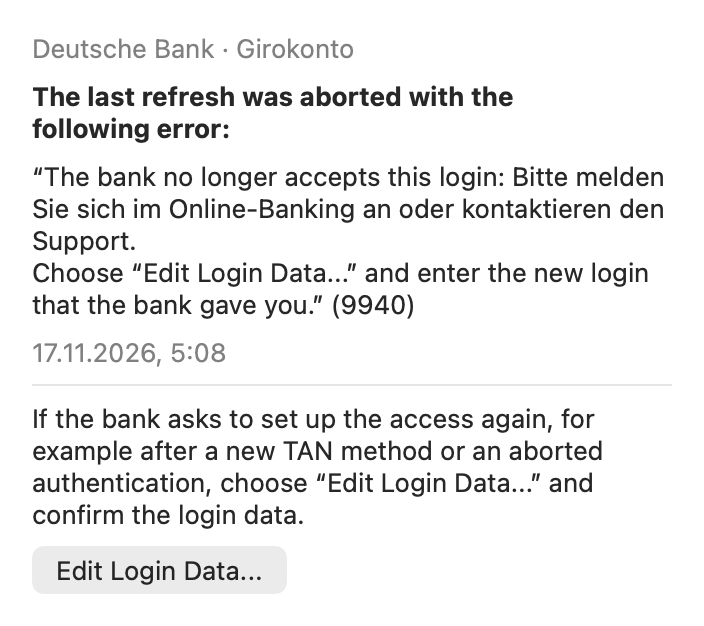 Deutsche Bank · Girokonto
The last refresh was aborted with the
following error:
“The bank no longer accepts this login: Bitte melden
Sie sich im Online-Banking an oder kontaktieren den
Support.
Choose “Edit Login Data...” and enter the new login
that the bank gave you.” (9940)
17.11.2026, 5:08
If the bank asks to set up the access again, for
example after a new TAN method or an aborted
authentication, choose “Edit Login Data...” and
confirm the login data.
Edit Login Data...